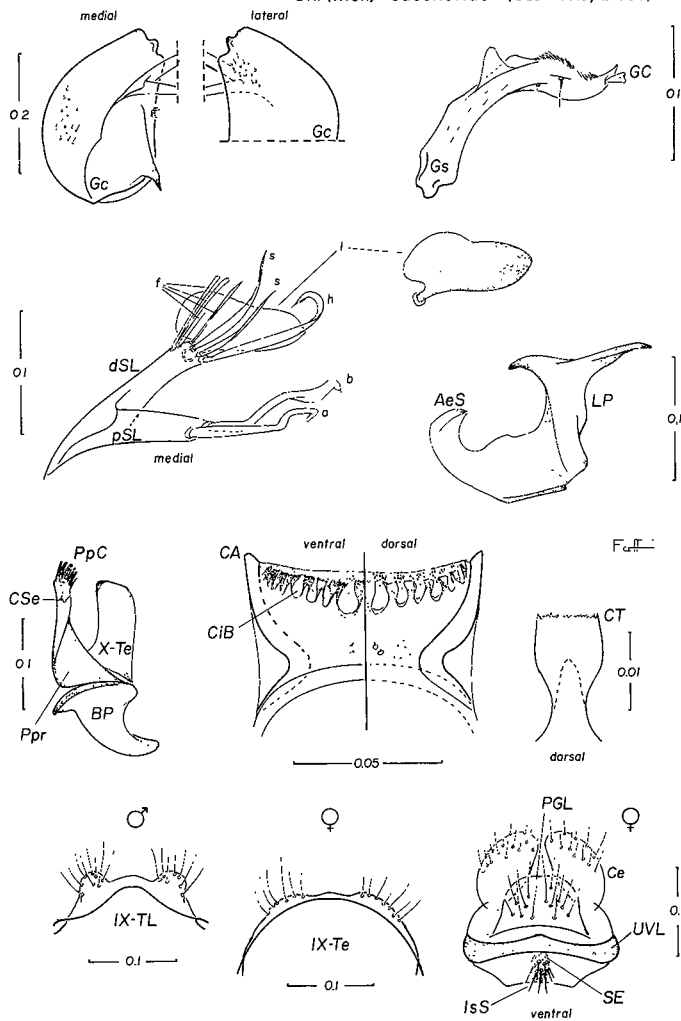 medial lateral
0.2
Gc Gc
GC
Gs
0.1
f s l
s h
dSL
0.1
b
pSL a
medial
AeS LP
0,1
PpC
CSe
X-Te
0.1
BP
Ppr
CA ventral dorsal
CiB
0.05
CT
0.01
dorsal
♂
IX-TL
0.1
♀
IX-Te
0.1
PGL ♀
Ce
UVL
IsS SE
ventral